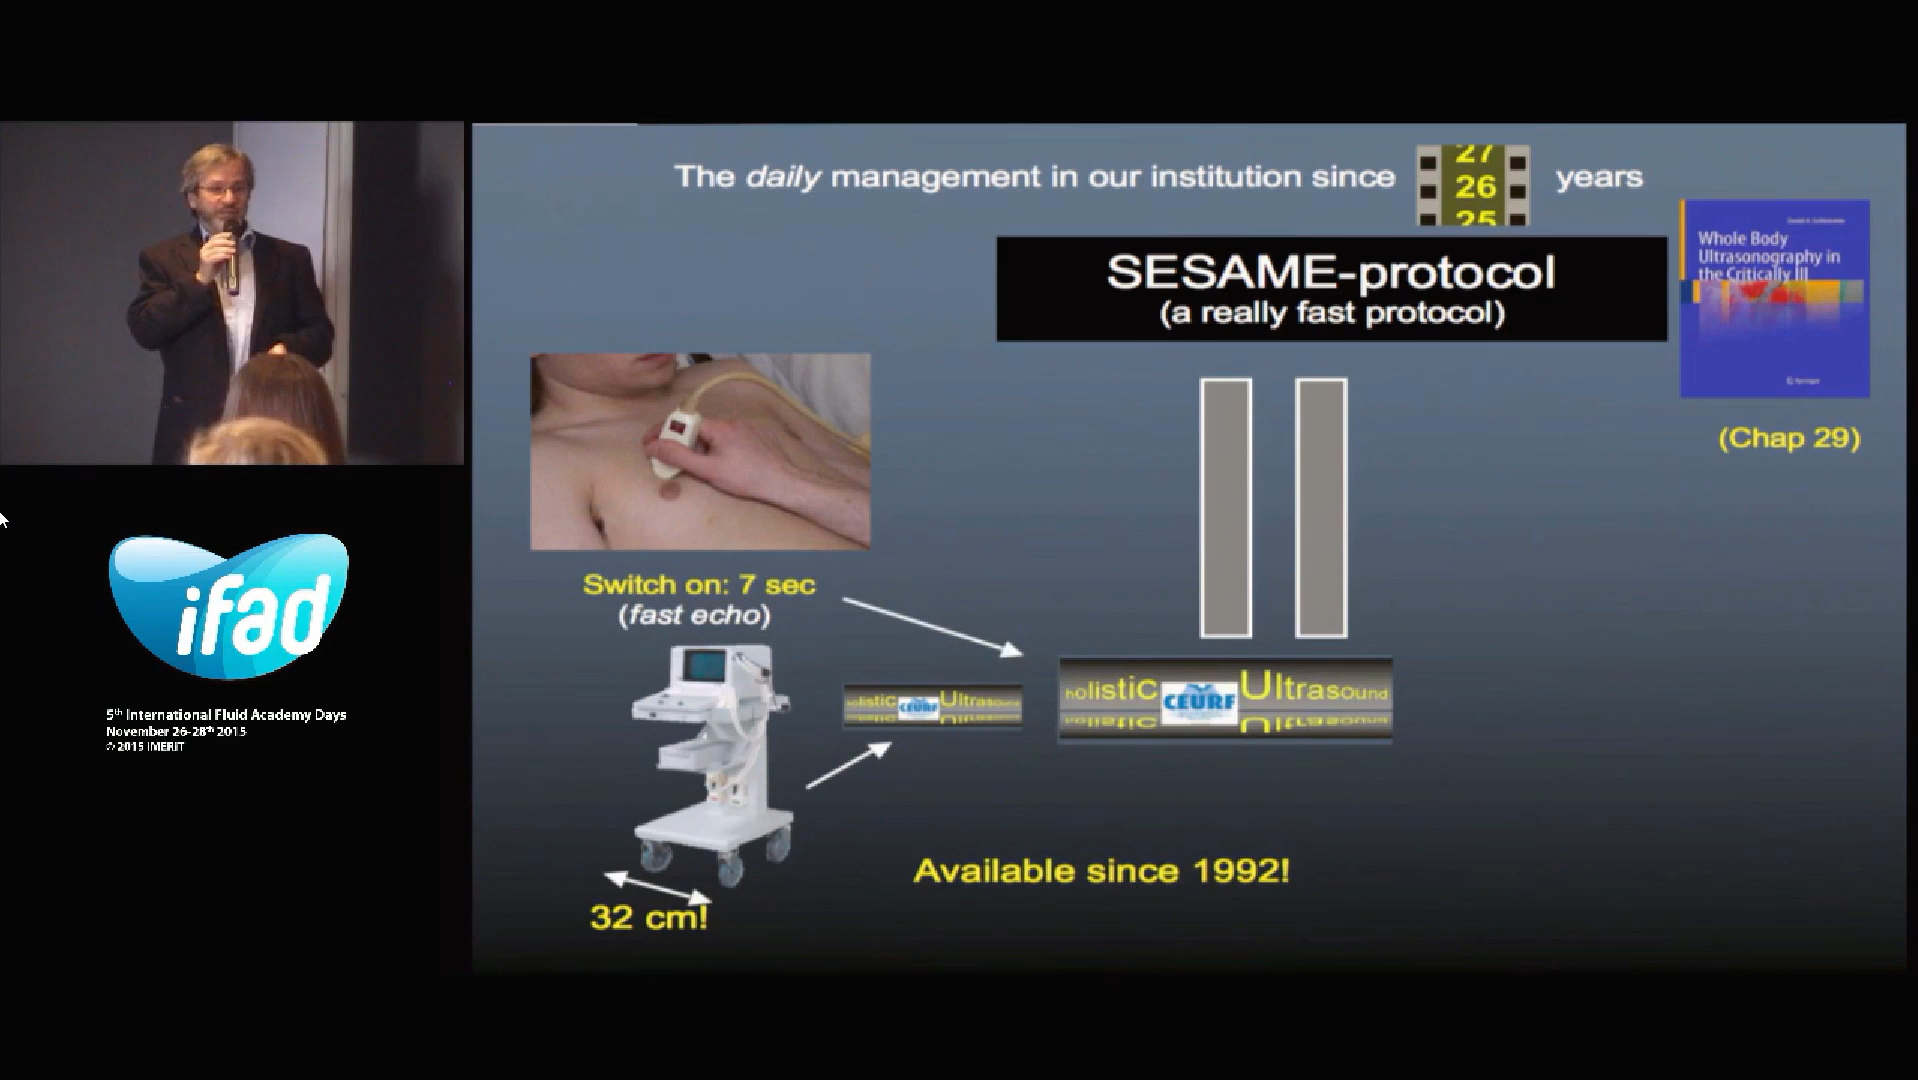 The daily management in our institution since
27
26
25
years
SESAME-protocol
(a really fast protocol)
Whole Body
Ultrasonography in
the Critically Ill
Springer
(Chap 29)
Switch on: 7 sec
(fast echo)
holistiC CEURF UltrasOund
holistiC CEURF UltrasOund
Available since 1992!
32 cm!
ifad
5th International Fluid Academy Days
November 26-28th 2015
© 2015 IMERIT